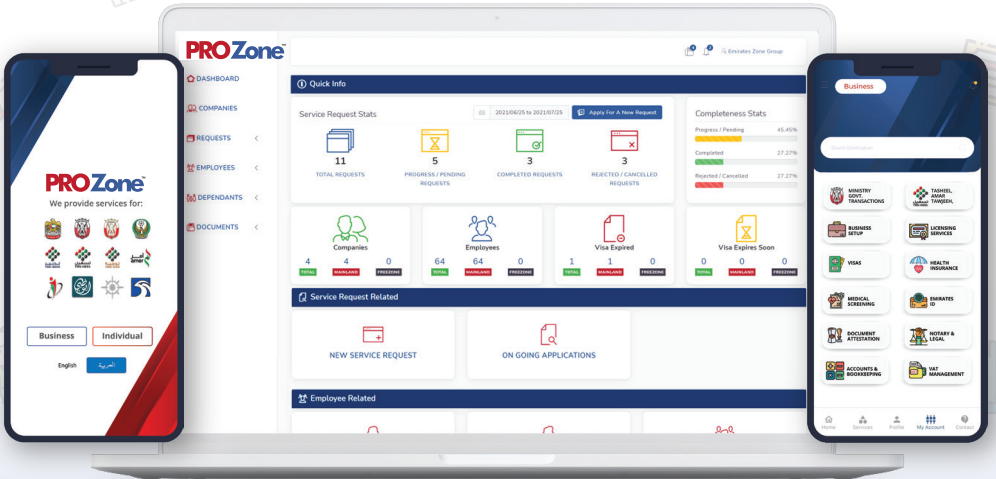 PROZone™
We provide services for:
Business
Individual
English
العربية
PROZone™
DASHBOARD
COMPANIES
REQUESTS <
EMPLOYEES <
DEPENDANTS <
DOCUMENTS <
Emirates Zone Group
Quick Info
Service Request Stats
2021/06/25 to 2021/07/25
Apply For A New Request
11
TOTAL REQUESTS
5
PROGRESS / PENDING
REQUESTS
3
COMPLETED REQUESTS
3
REJECTED / CANCELLED
REQUESTS
Completeness Stats
Progress / Pending 45.45%
Completed 27.27%
Rejected / Cancelled 27.27%
Companies
4 4 0
TOTAL MAINLAND FREEZONE
Employees
64 64 0
TOTAL MAINLAND FREEZONE
Visa Expired
1 1 0
TOTAL MAINLAND FREEZONE
Visa Expires Soon
0 0 0
TOTAL MAINLAND FREEZONE
Service Request Related
NEW SERVICE REQUEST
ON GOING APPLICATIONS
Employee Related
Business
MINISTRY
GOVT.
TRANSACTIONS
TASHEEL,
AMAR
TAWJEEH,
BUSINESS
SETUP
LICENSING
SERVICES
VISAS
HEALTH
INSURANCE
MEDICAL
SCREENING
EMIRATES
ID
DOCUMENT
ATTESTATION
NOTARY &
LEGAL
ACCOUNTS &
BOOKKEEPING
VAT
MANAGEMENT
Home
Services
Profile
My Account
Contact